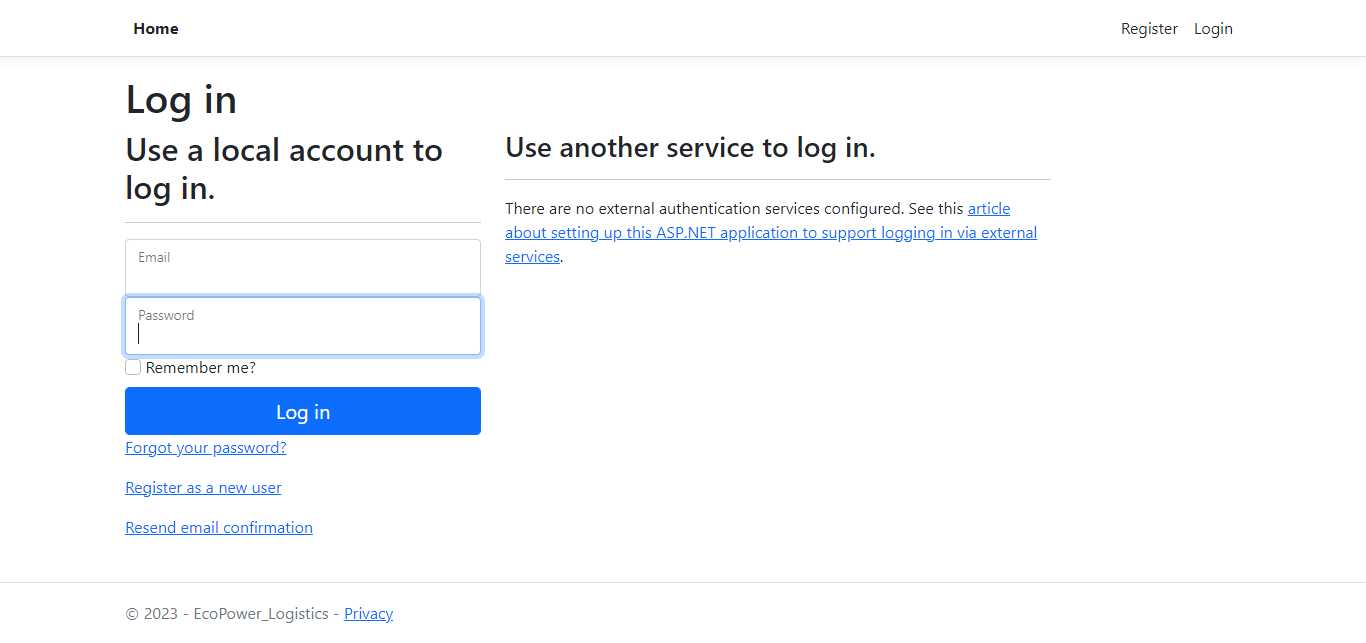 Home
Register Login
Log in
Use a local account to
log in.
Email
Password
Remember me?
Log in
Forgot your password?
Register as a new user
Resend email confirmation
Use another service to log in.
There are no external authentication services configured. See this article
about setting up this ASP.NET application to support logging in via external
services.
© 2023 - EcoPower_Logistics - Privacy